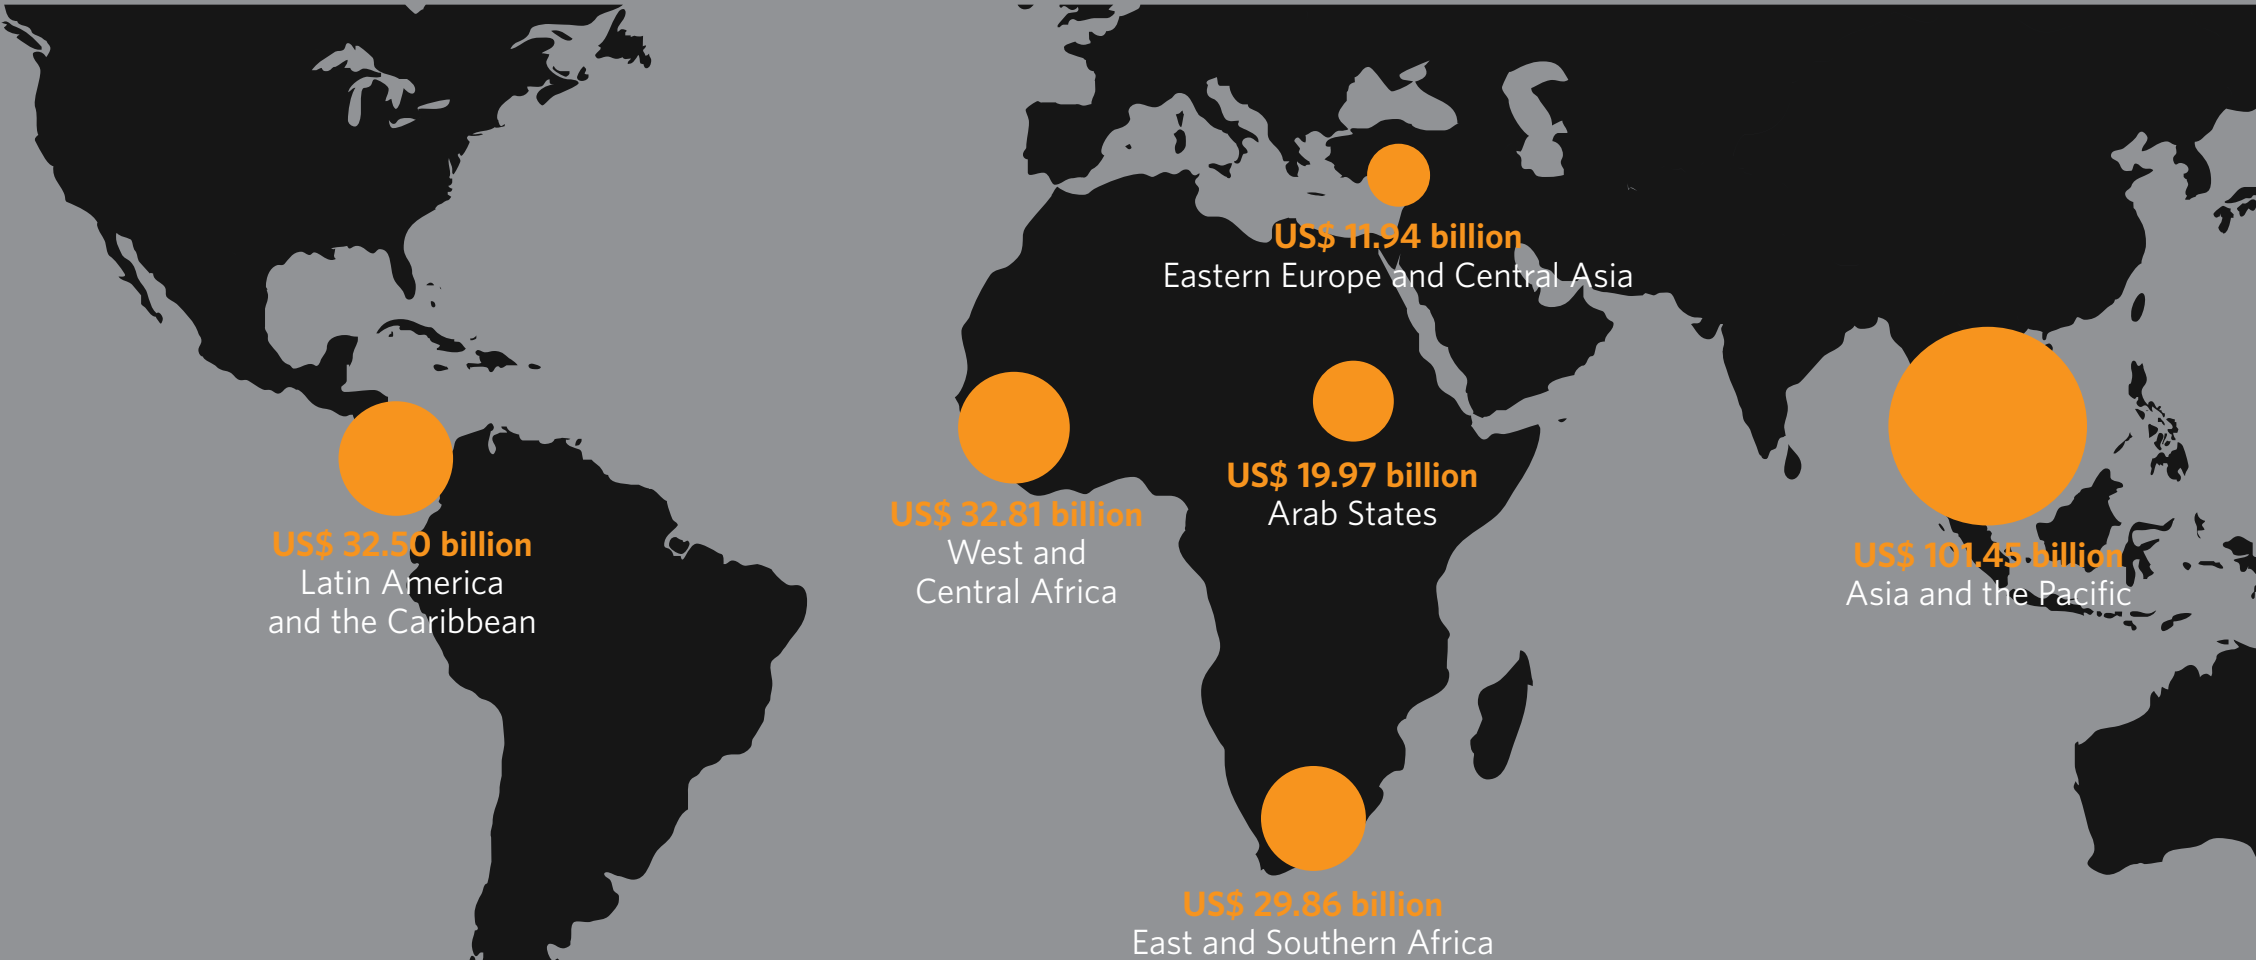 US$ 11.94 billion
Eastern Europe and Central Asia
US$ 19.97 billion
Arab States
US$ 32.81 billion
West and
Central Africa
US$ 32.50 billion
Latin America
and the Caribbean
US$ 101.45 billion
Asia and the Pacific
US$ 29.86 billion
East and Southern Africa